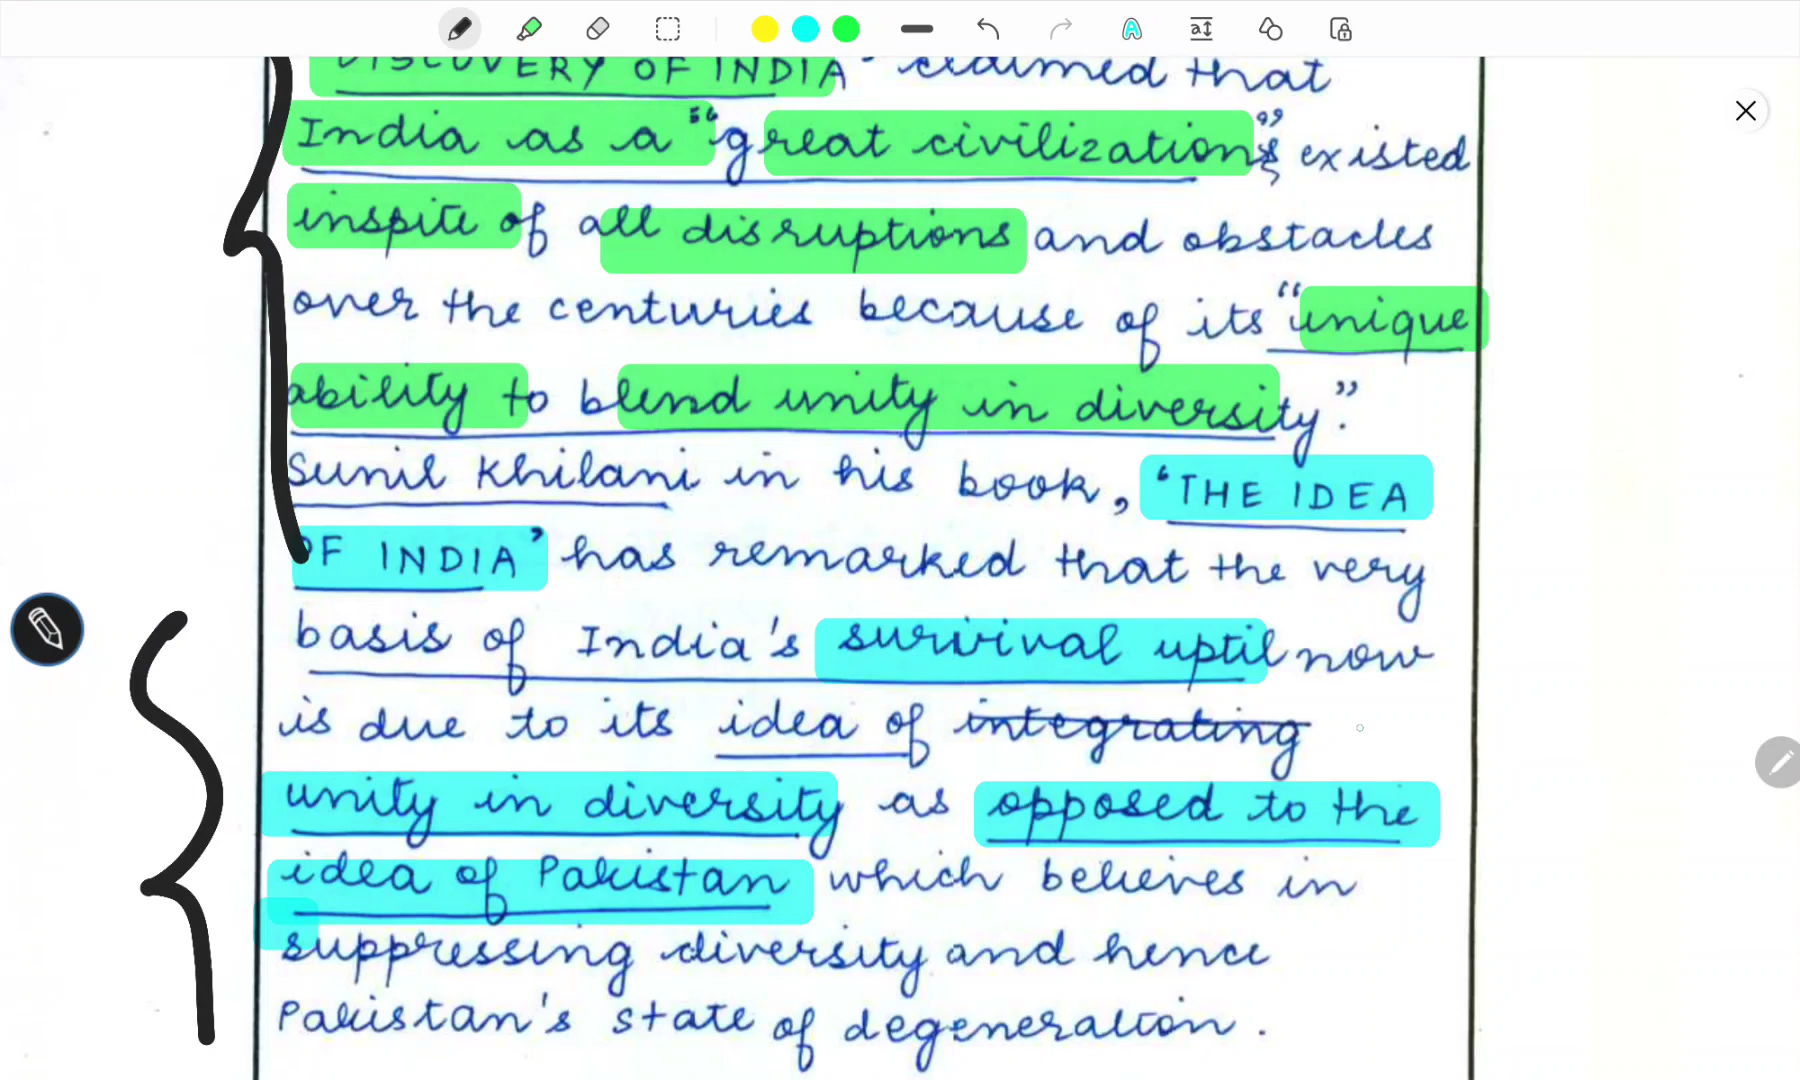 DISCOVERY OF INDIA' claimed that
India as a "great civilization" existed
inspite of all disruptions and obstacles
over the centuries because of its "unique
ability to blend unity in diversity".
Sunil Khilani in his book, 'THE IDEA
OF INDIA' has remarked that the very
basis of India's survival uptil now
is due to its idea of integrating
unity in diversity as opposed to the
idea of Pakistan which believes in
suppressing diversity and hence
Pakistan's state of degeneration.